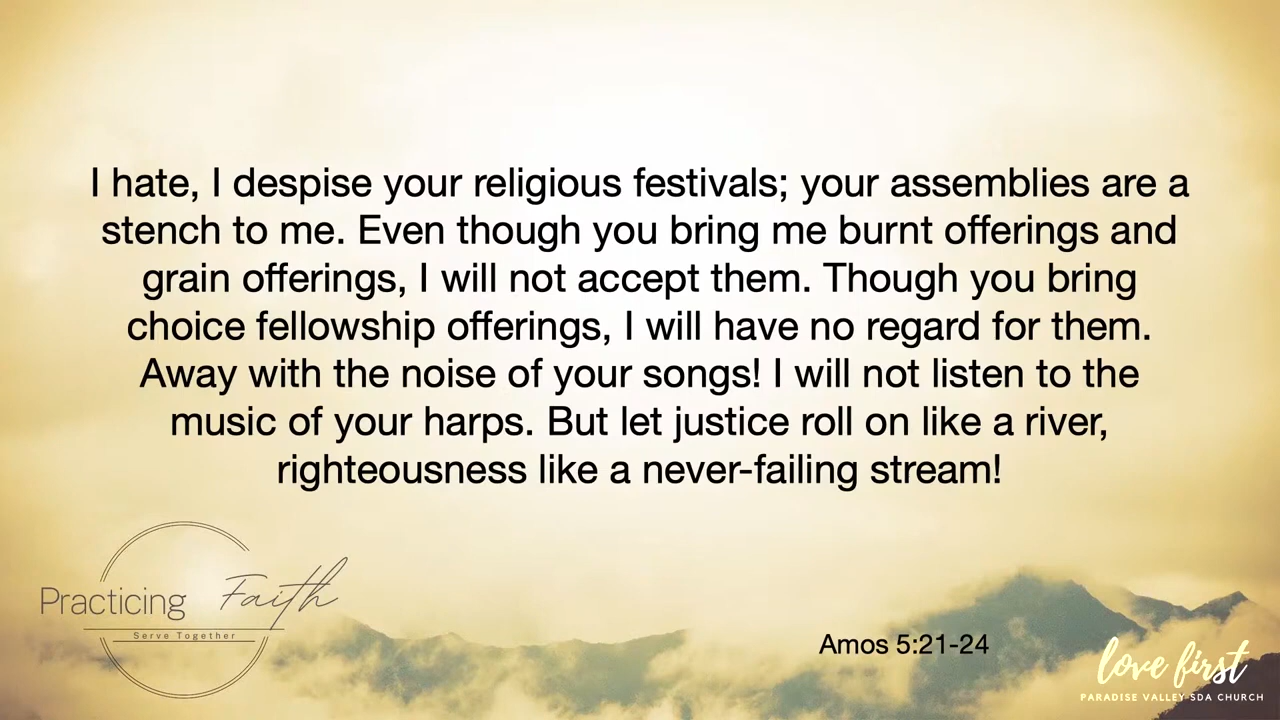 I hate, I despise your religious festivals; your assemblies are a
stench to me. Even though you bring me burnt offerings and
grain offerings, I will not accept them. Though you bring
choice fellowship offerings, I will have no regard for them.
Away with the noise of your songs! I will not listen to the
music of your harps. But let justice roll on like a river,
righteousness like a never-failing stream!
Practicing Faith
Serve Together
Amos 5:21-24
love first
PARADISE VALLEY SDA CHURCH